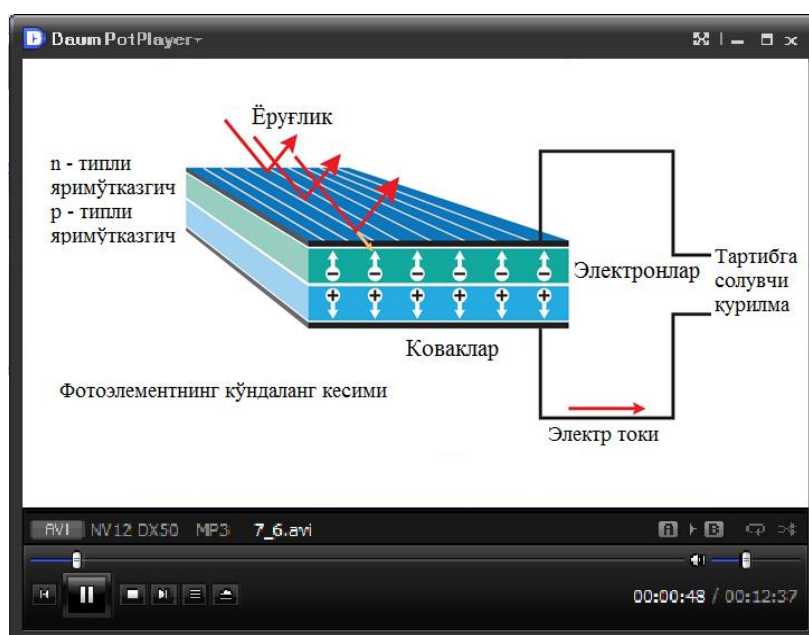 Daum PotPlayer
Ёруғлик
n - типли
яримўтказгич
p - типли
яримўтказгич
Электронлар
Тартибга
солувчи
курилма
Коваклар
Фотоэлементнинг кўндаланг кесими
Электр токи
AVI NV12 DX50 MP3 7_6.avi A B
00:00:48 / 00:12:37